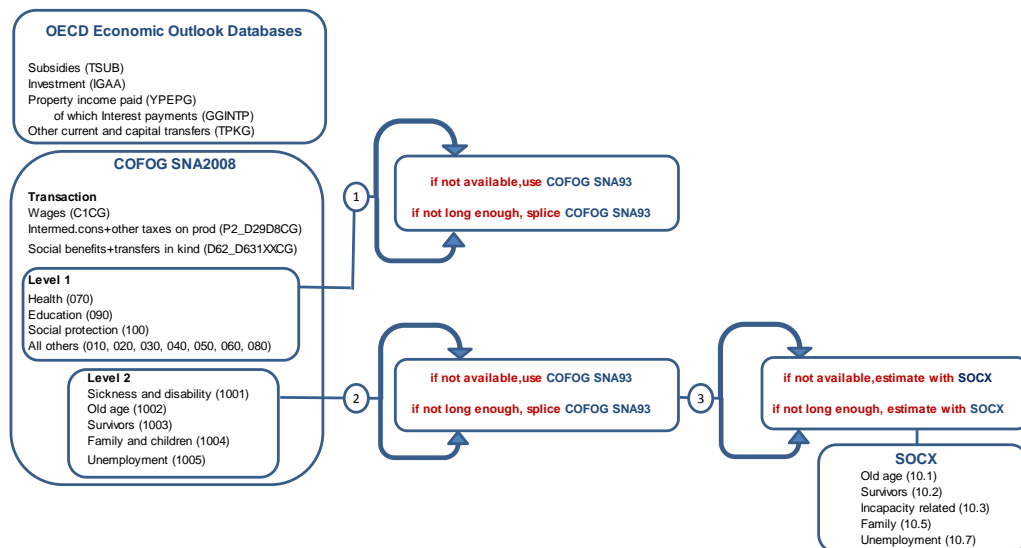 OECD Economic Outlook Databases
Subsidies (TSUB)
Investment (IGAA)
Property income paid (YPEPG)
of which Interest payments (GGINTP)
Other current and capital transfers (TPKG)
COFOG SNA2008
Transaction
Wages (C1CG)
Intermed.cons+other taxes on prod (P2_D29D8CG)
Social benefits+transfers in kind (D62_D631XXCG)
Level 1
Health (070)
Education (090)
Social protection (100)
All others (010, 020, 030, 040, 050, 060, 080)
Level 2
Sickness and disability (1001)
Old age (1002)
Survivors (1003)
Family and children (1004)
Unemployment (1005)
1
if not available,use COFOG SNA93
if not long enough, splice COFOG SNA93
2
if not available,use COFOG SNA93
if not long enough, splice COFOG SNA93
3
if not available,estimate with SOCX
if not long enough, estimate with SOCX
SOCX
Old age (10.1)
Survivors (10.2)
Incapacity related (10.3)
Family (10.5)
Unemployment (10.7)